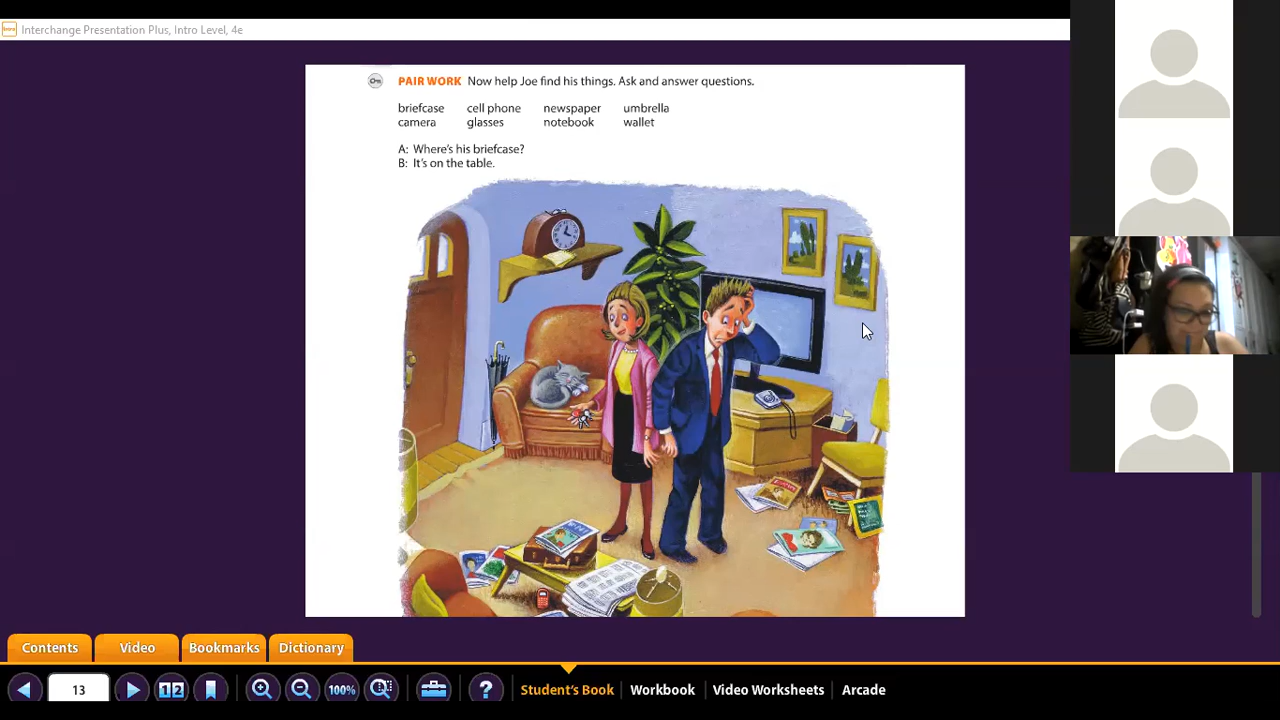 Interchange Presentation Plus, Intro Level, 4e
PAIR WORK Now help Joe find his things. Ask and answer questions.
briefcase cell phone newspaper umbrella
camera glasses notebook wallet
A: Where's his briefcase?
B: It's on the table.
Contents Video Bookmarks Dictionary
13 12 100% ? Student's Book Workbook Video Worksheets Arcade